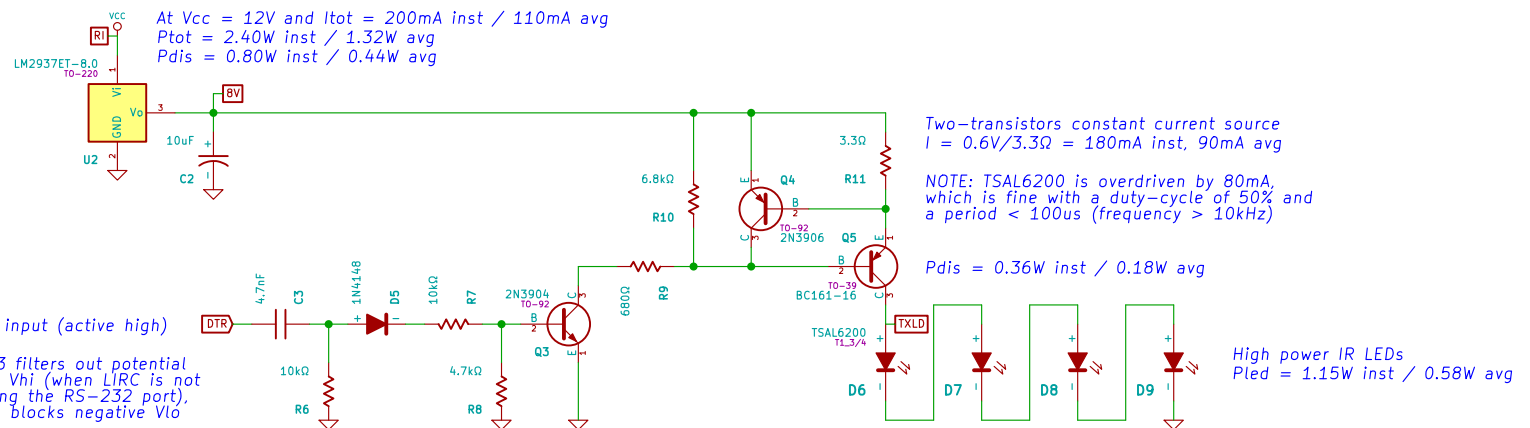 VCC
At Vcc = 12V and Itot = 200mA inst / 110mA avg
Ptot = 2.40W inst / 1.32W avg
Pdis = 0.80W inst / 0.44W avg
RI
LM2937ET-8.0
TO-220
1
Vi
Vo
3
GND
2
U2
8V
10uF
+
-
C2
6.8kΩ
R10
3.3Ω
R11
Q4
E
1
B
2
C
3
TO-92
2N3906
Two-transistors constant current source
I = 0.6V/3.3Ω = 180mA inst, 90mA avg
NOTE: TSAL6200 is overdriven by 80mA,
which is fine with a duty-cycle of 50% and
a period < 100us (frequency > 10kHz)
Q5
E
1
B
2
C
3
TO-39
BC161-16
Pdis = 0.36W inst / 0.18W avg
680Ω
R9
input (active high)
3 filters out potential
Vhi (when LIRC is not
ng the RS-232 port),
blocks negative Vlo
DTR
4.7nF
C3
1N4148
D5
+
-
10kΩ
R7
10kΩ
R6
4.7kΩ
R8
2N3904
TO-92
B
2
C
3
E
1
Q3
TXLD
TSAL6200
T1_3/4
+
-
D6
+
-
D7
+
-
D8
+
-
D9
High power IR LEDs
Pled = 1.15W inst / 0.58W avg